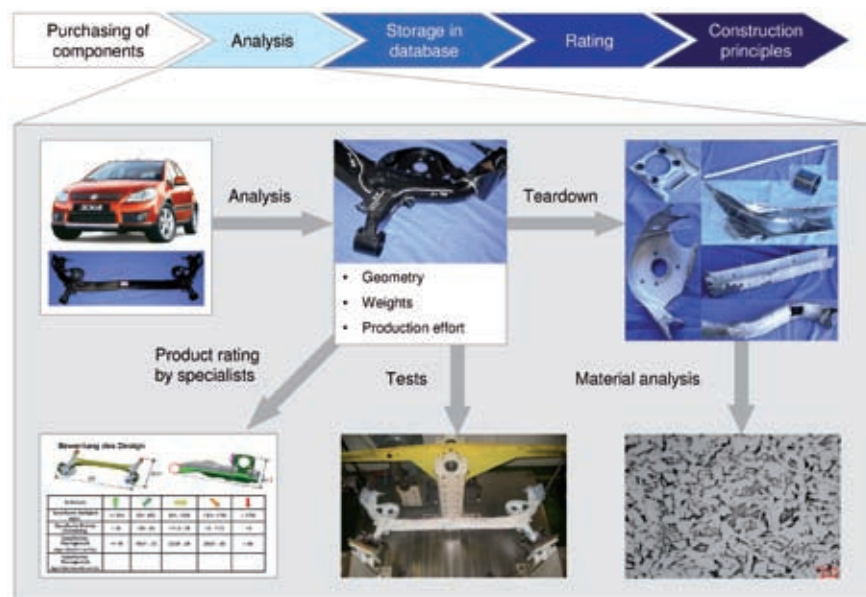 Purchasing of
components
Analysis
Storage in
database
Rating
Construction
principles
Analysis
Teardown
• Geometry
• Weights
• Production effort
Product rating
by specialists
Tests
Material analysis
Bewertung des Design